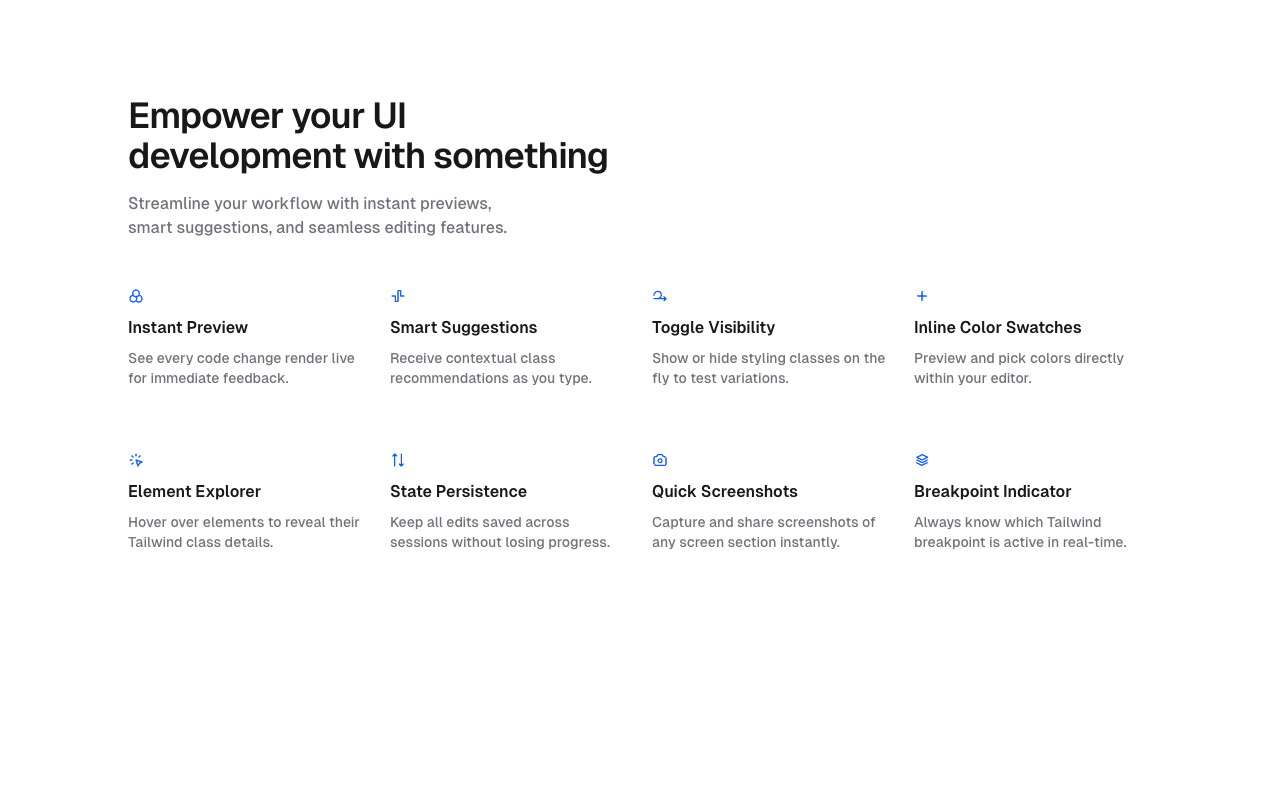 Empower your UI
development with something
Streamline your workflow with instant previews,
smart suggestions, and seamless editing features.
Instant Preview
See every code change render live
for immediate feedback.
Smart Suggestions
Receive contextual class
recommendations as you type.
Toggle Visibility
Show or hide styling classes on the
fly to test variations.
Inline Color Swatches
Preview and pick colors directly
within your editor.
Element Explorer
Hover over elements to reveal their
Tailwind class details.
State Persistence
Keep all edits saved across
sessions without losing progress.
Quick Screenshots
Capture and share screenshots of
any screen section instantly.
Breakpoint Indicator
Always know which Tailwind
breakpoint is active in real-time.